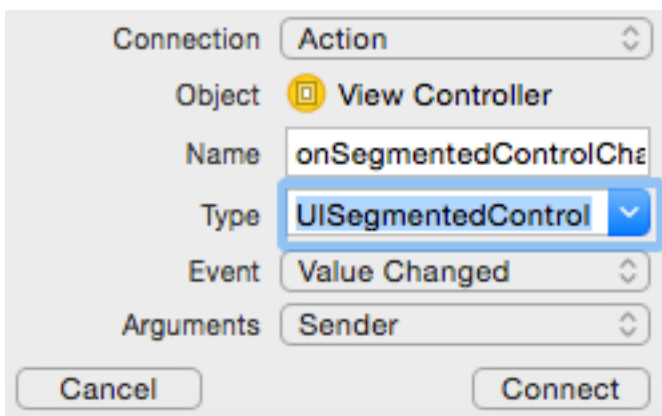 Connection Action
Object View Controller
Name onSegmentedControlCha
Type UISegmentedControl
Event Value Changed
Arguments Sender
Cancel Connect